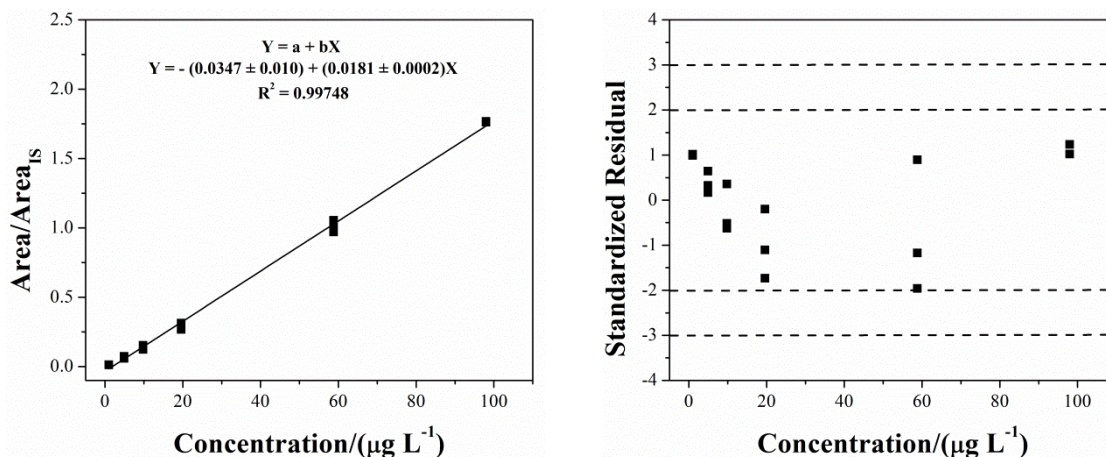 2.5
2.0
1.5
1.0
0.5
0.0
Area/Area_IS
Y = a + bX
Y = - (0.0347 ± 0.010) + (0.0181 ± 0.0002)X
R² = 0.99748
0 20 40 60 80 100
Concentration/(µg L⁻¹)
4
3
2
1
0
-1
-2
-3
-4
Standardized Residual
0 20 40 60 80 100
Concentration/(µg L⁻¹)